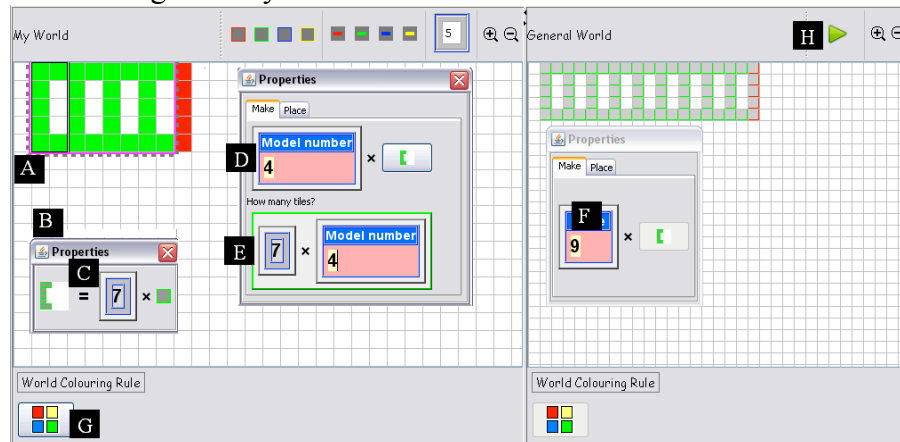 My World
5
General World
H
Properties
Make Place
D
Model number
4
×
How many tiles?
E
7
×
Model number
4
A
B
Properties
C
=
7
×
Properties
Make Place
F
9
×
World Colouring Rule
G
World Colouring Rule